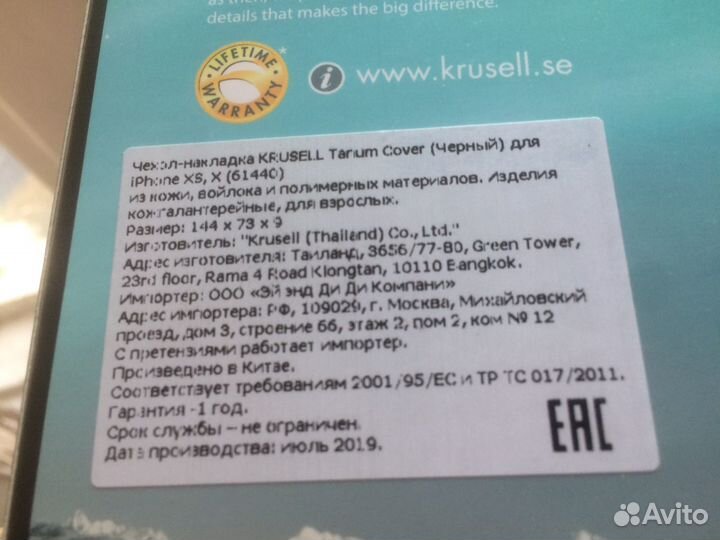 as then,
details that makes the big difference.
LIFETIME WARRANTY *
i www.krusell.se
Чехол-накладка KRUSELL Tarium Cover (Черный) для
iPhone XS, X (61440)
из кожи, войлока и полимерных материалов. Изделия
кожгалантерейные, для взрослых.
Размер: 144 x 73 x 9
Изготовитель: "Krusell (Thailand) Co., Ltd."
Адрес изготовителя: Таиланд, 3656/77-80, Green Tower,
23rd floor, Rama 4 Road Klongtan, 10110 Bangkok.
Импортер: ООО «Эй энд Ди Ди Компани»
Адрес импортера: РФ, 109029, г. Москва, Михайловский
проезд, дом 3, строение 66, этаж 2, пом 2, ком № 12
С претензиями работает импортер.
Произведено в Китае.
Соответствует требованиям 2001/95/EC и ТР ТС 017/2011.
Гарантия -1 год.
Срок службы – не ограничен.
Дата производства: июль 2019.
EAC
Avito